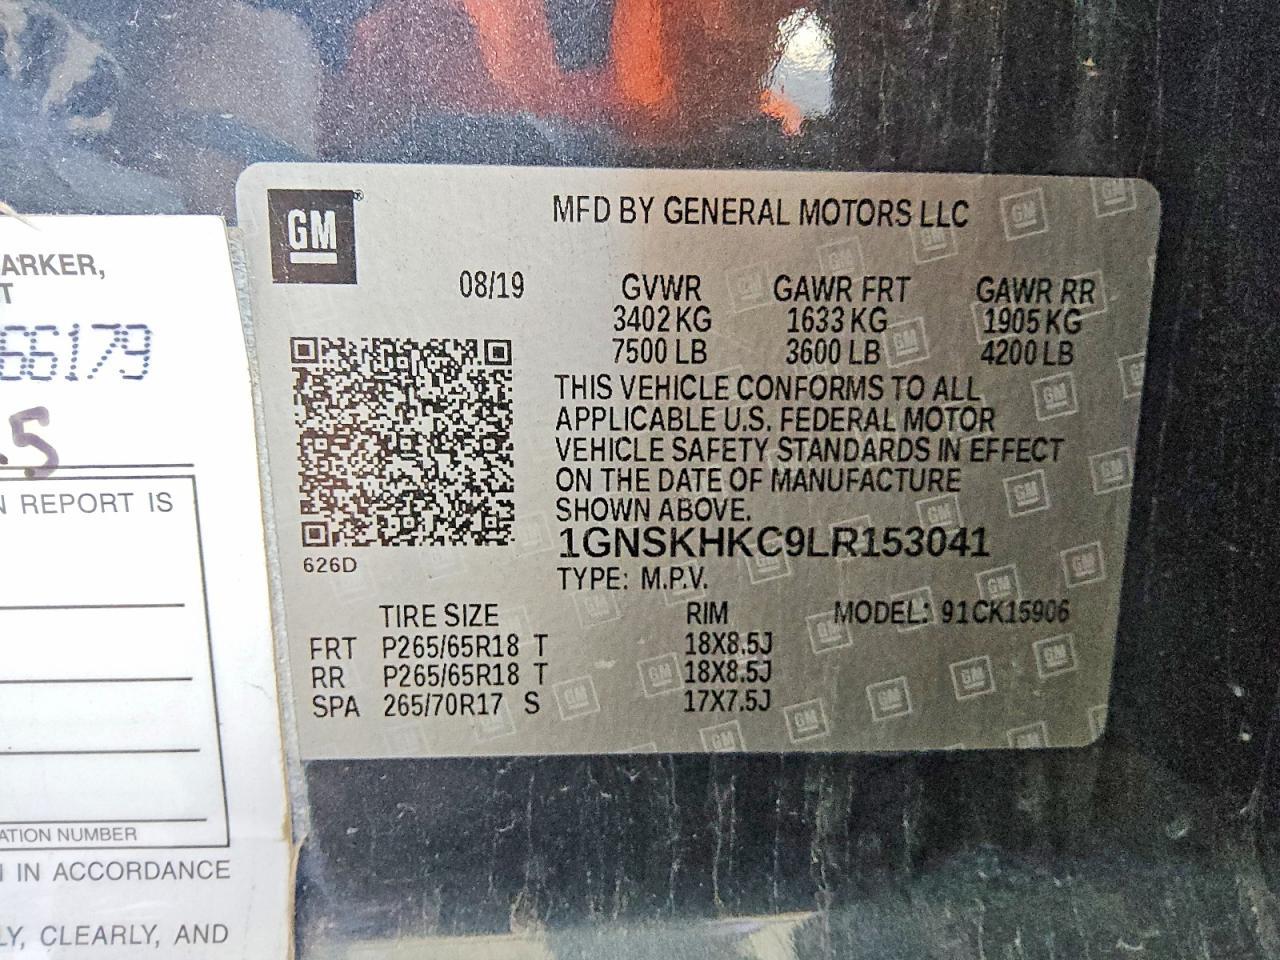 GM®
MFD BY GENERAL MOTORS LLC
08/19 GVWR GAWR FRT GAWR RR
3402 KG 1633 KG 1905 KG
7500 LB 3600 LB 4200 LB
THIS VEHICLE CONFORMS TO ALL
APPLICABLE U.S. FEDERAL MOTOR
VEHICLE SAFETY STANDARDS IN EFFECT
ON THE DATE OF MANUFACTURE
SHOWN ABOVE.
1GNSKHKC9LR153041
626D
TYPE: M.P.V.
TIRE SIZE RIM MODEL: 91CK15906
FRT P265/65R18 T 18X8.5J
RR P265/65R18 T 18X8.5J
SPA 265/70R17 S 17X7.5J
ARKER,
T
66179
.5
N REPORT IS
ATION NUMBER
IN ACCORDANCE
LY, CLEARLY, AND